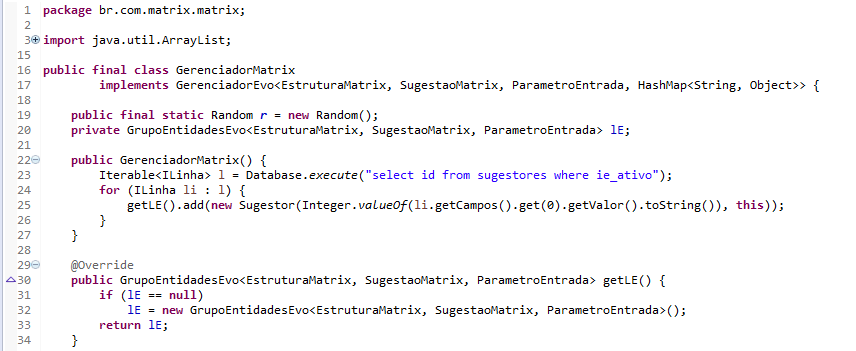 1 package br.com.matrix.matrix;
2
3 import java.util.ArrayList;
15
16 public final class GerenciadorMatrix
17         implements GerenciadorEvo<EstruturaMatrix, SugestaoMatrix, ParametroEntrada, HashMap<String, Object>> {
18
19     public final static Random r = new Random();
20     private GrupoEntidadesEvo<EstruturaMatrix, SugestaoMatrix, ParametroEntrada> lE;
21
22     public GerenciadorMatrix() {
23         Iterable<ILinha> l = Database.execute("select id from sugestores where ie_ativo");
24         for (ILinha li : l) {
25             getLE().add(new Sugestor(Integer.valueOf(li.getCampos().get(0).getValor().toString()), this));
26         }
27     }
28
29     @Override
30     public GrupoEntidadesEvo<EstruturaMatrix, SugestaoMatrix, ParametroEntrada> getLE() {
31         if (lE == null)
32             lE = new GrupoEntidadesEvo<EstruturaMatrix, SugestaoMatrix, ParametroEntrada>();
33         return lE;
34     }